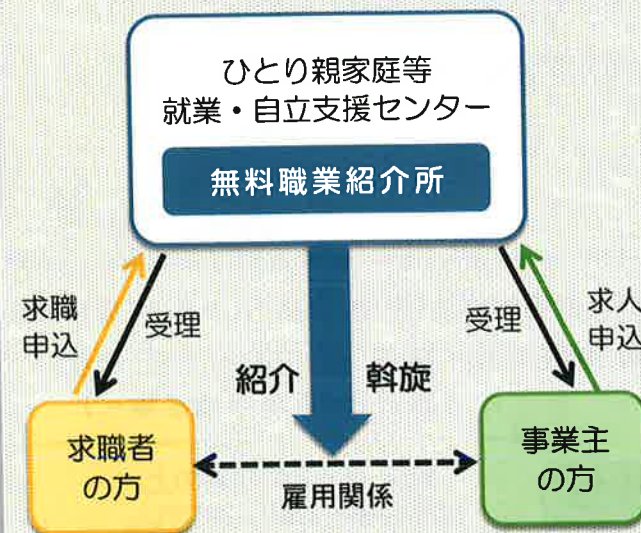 ひとり親家庭等
就業・自立支援センター
無料職業紹介所
求職
申込
受理
紹介
斡旋
受理
求人
申込
求職者
の方
雇用関係
事業主
の方